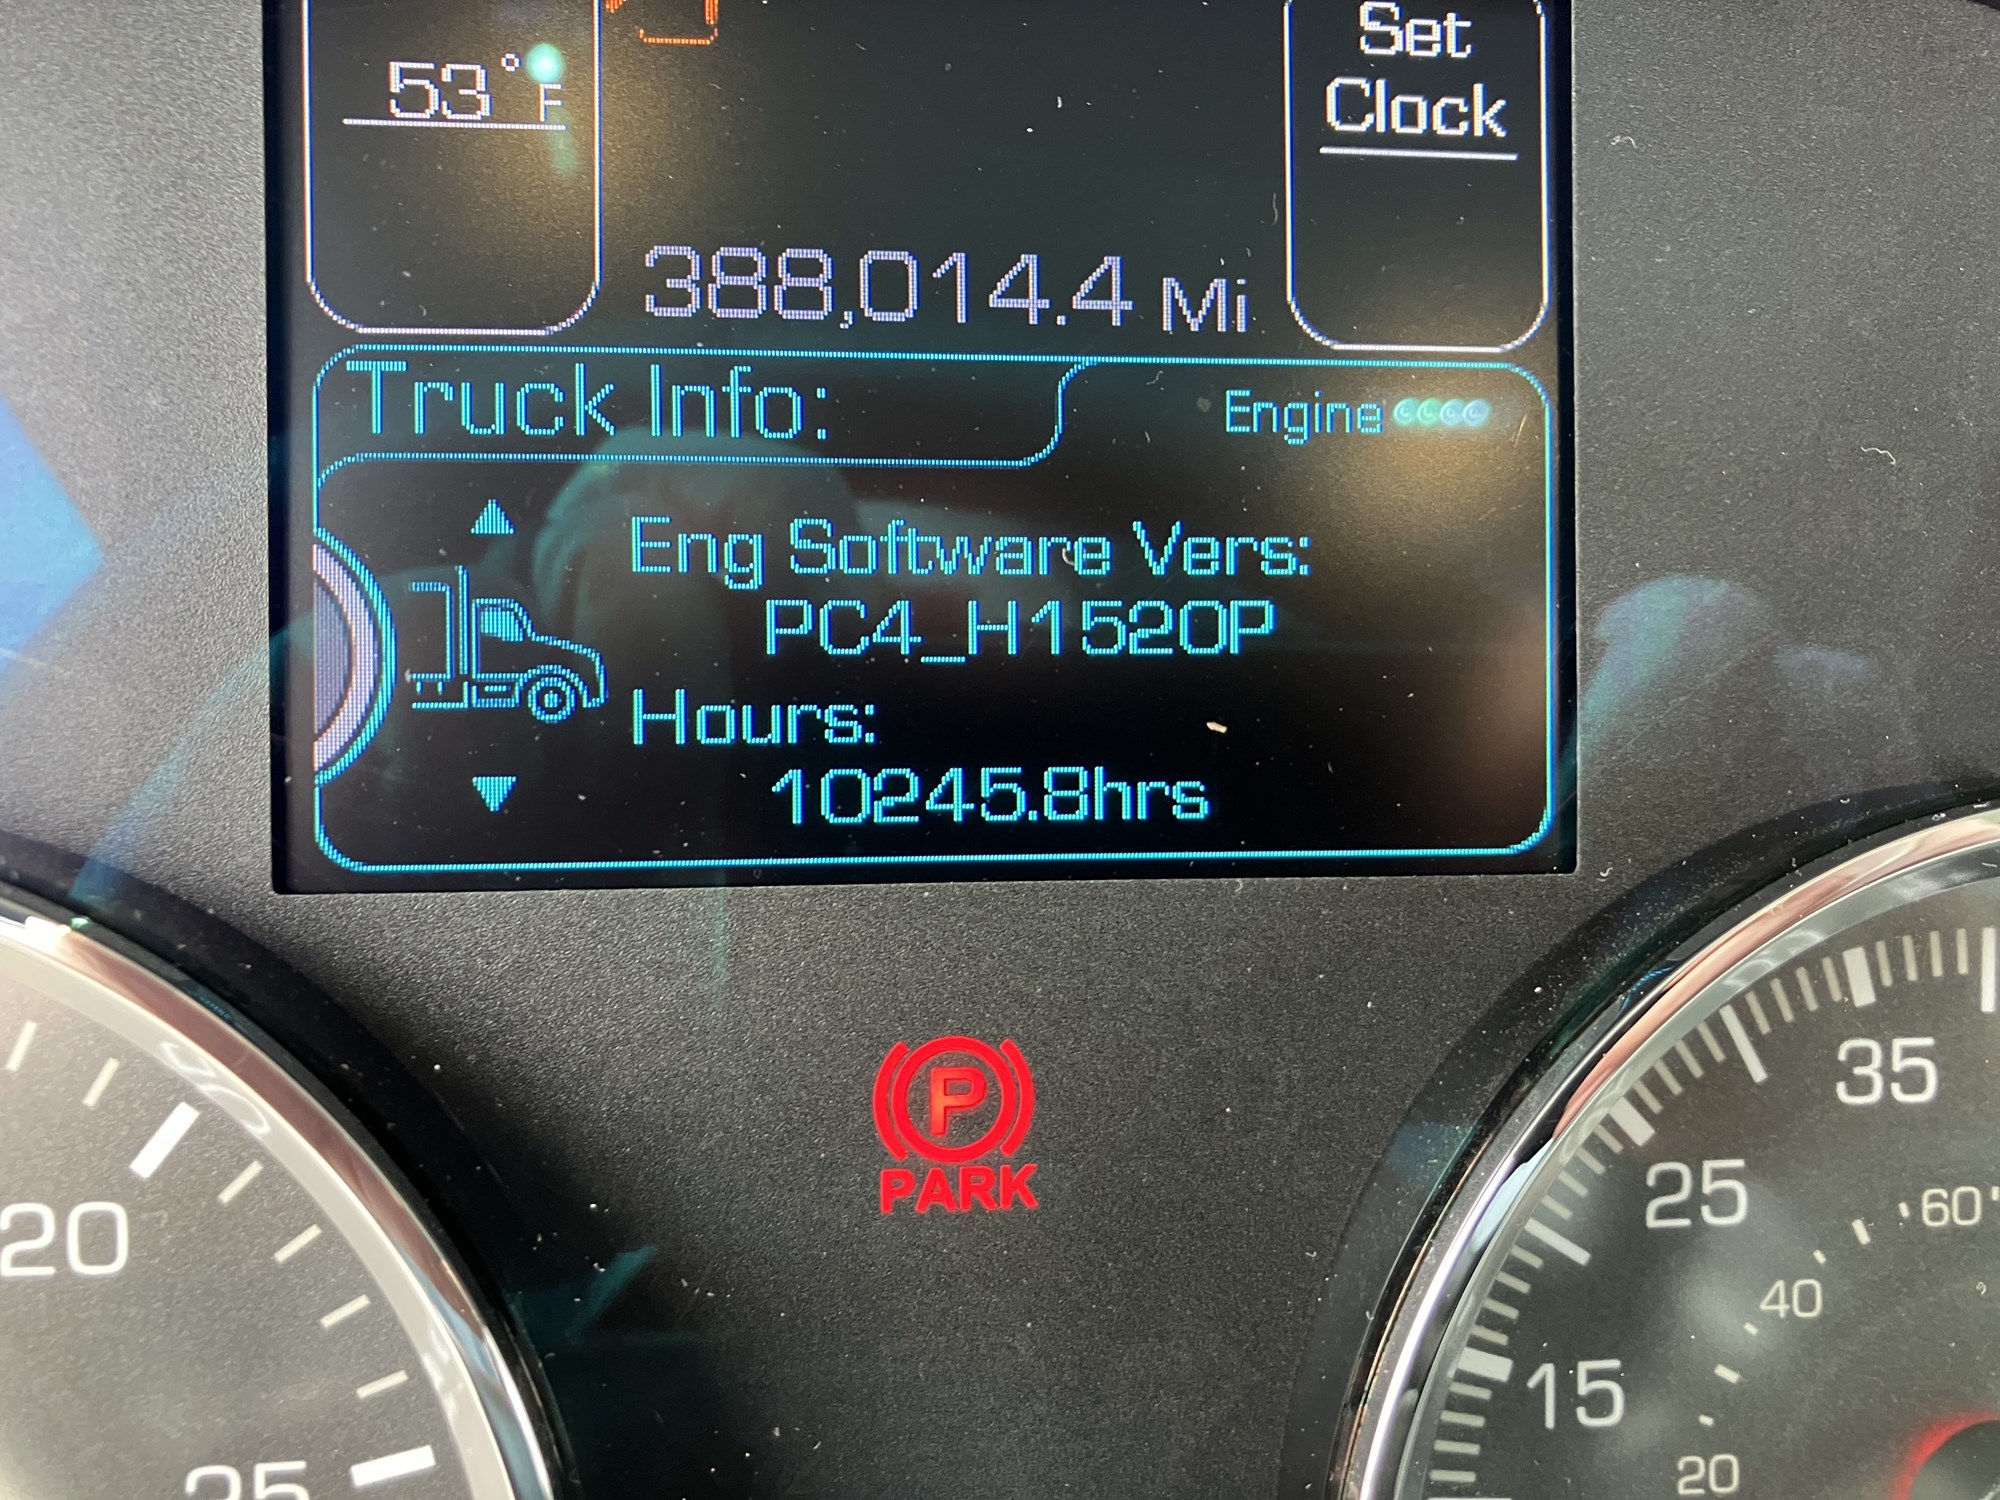 53°F
Set
Clock
388,014.4 Mi
Truck Info:
Engine
Eng Software Vers:
PC4_H1520P
Hours:
10245.8hrs
P
PARK
20
35
25
60
40
15
20